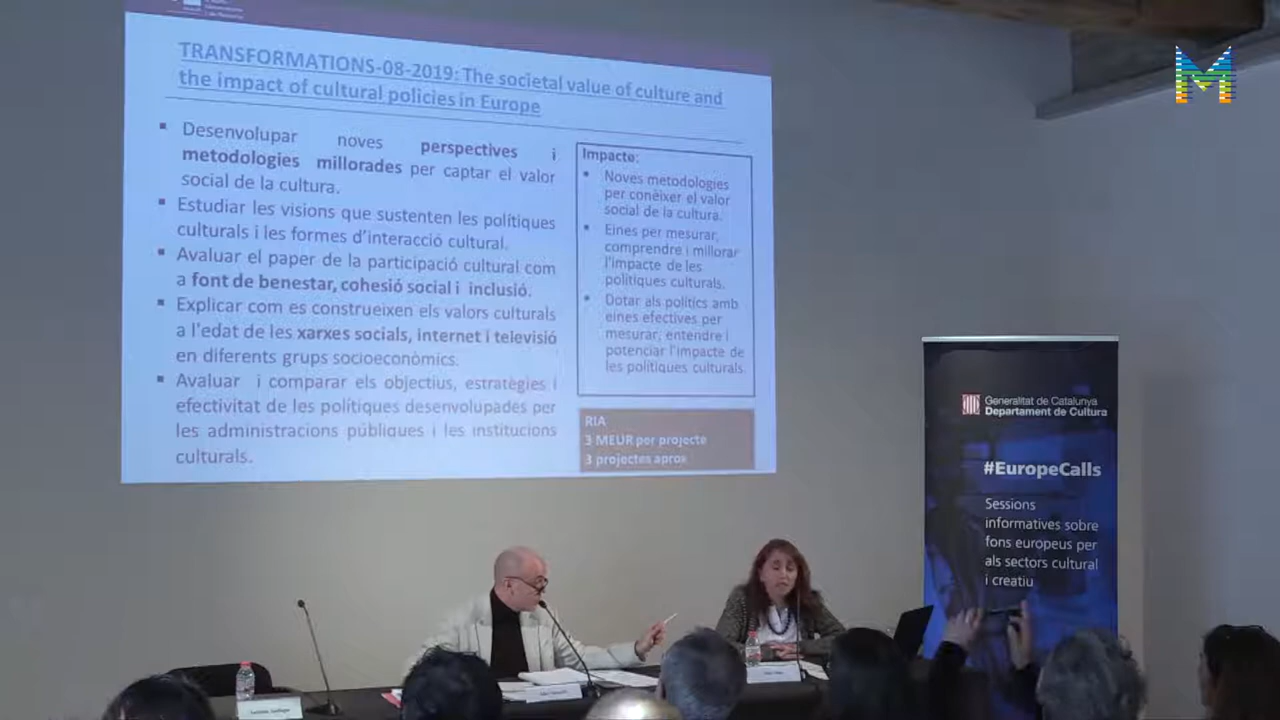 TRANSFORMATIONS-08-2019: The societal value of culture and
the impact of cultural policies in Europe
▪ Desenvolupar noves perspectives i
metodologies millorades per captar el valor
social de la cultura.
▪ Estudiar les visions que sustenten les polítiques
culturals i les formes d'interacció cultural.
▪ Avaluar el paper de la participació cultural com
a font de benestar, cohesió social i inclusió.
▪ Explicar com es construeixen els valors culturals
a l'edat de les xarxes socials, internet i televisió
en diferents grups socioeconòmics.
▪ Avaluar i comparar els objectius, estratègies i
efectivitat de les polítiques desenvolupades per
les administracions públiques i les institucions
culturals.
Impacte:
• Noves metodologies
per conèixer el valor
social de la cultura.
• Eines per mesurar,
comprendre i millorar
l'impacte de les
polítiques culturals.
• Dotar als polítics amb
eines efectives per
mesurar, entendre i
potenciar l'impacte de
les polítiques culturals.
RIA
3 MEUR per projecte
3 projectes aprox
M
Generalitat de Catalunya
Departament de Cultura
#EuropeCalls
Sessions
informatives sobre
fons europeus per
als sectors cultural
i creatiu